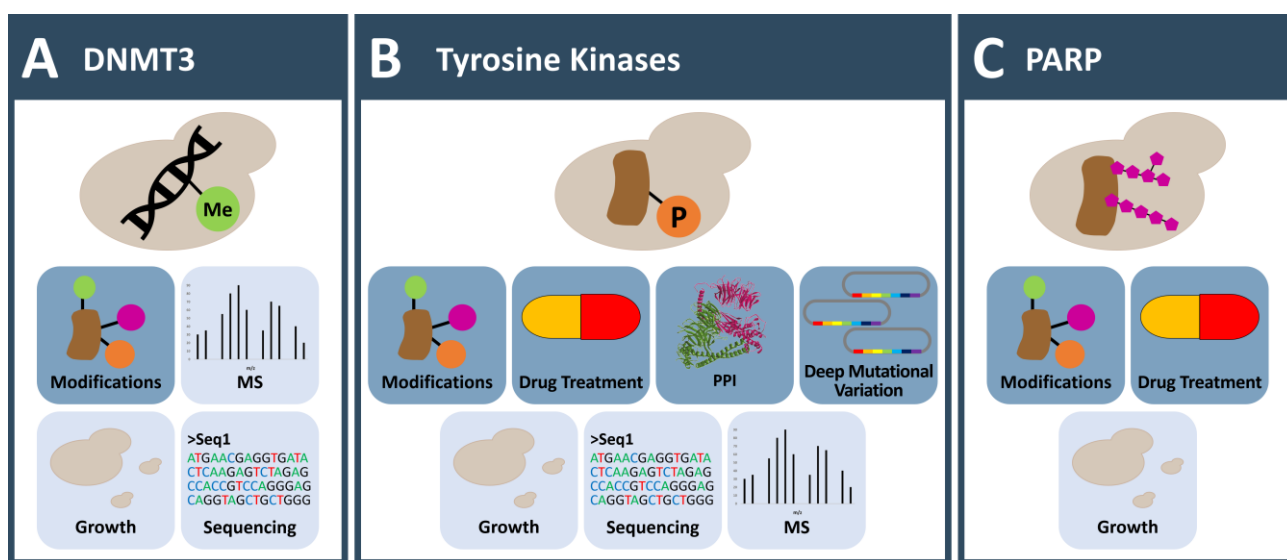 A DNMT3
Me
Modifications
m/z
MS
Growth
>Seq1
ATGAACGAGGTGATA
CTCAAGAGTCTAGAG
CCACCGTCCAGGGAG
CAGGTAGCTGCTGGG
Sequencing
B Tyrosine Kinases
P
Modifications
Drug Treatment
PPI
Deep Mutational
Variation
Growth
>Seq1
ATGAACGAGGTGATA
CTCAAGAGTCTAGAG
CCACCGTCCAGGGAG
CAGGTAGCTGCTGGG
Sequencing
m/z
MS
C PARP
Modifications
Drug Treatment
Growth